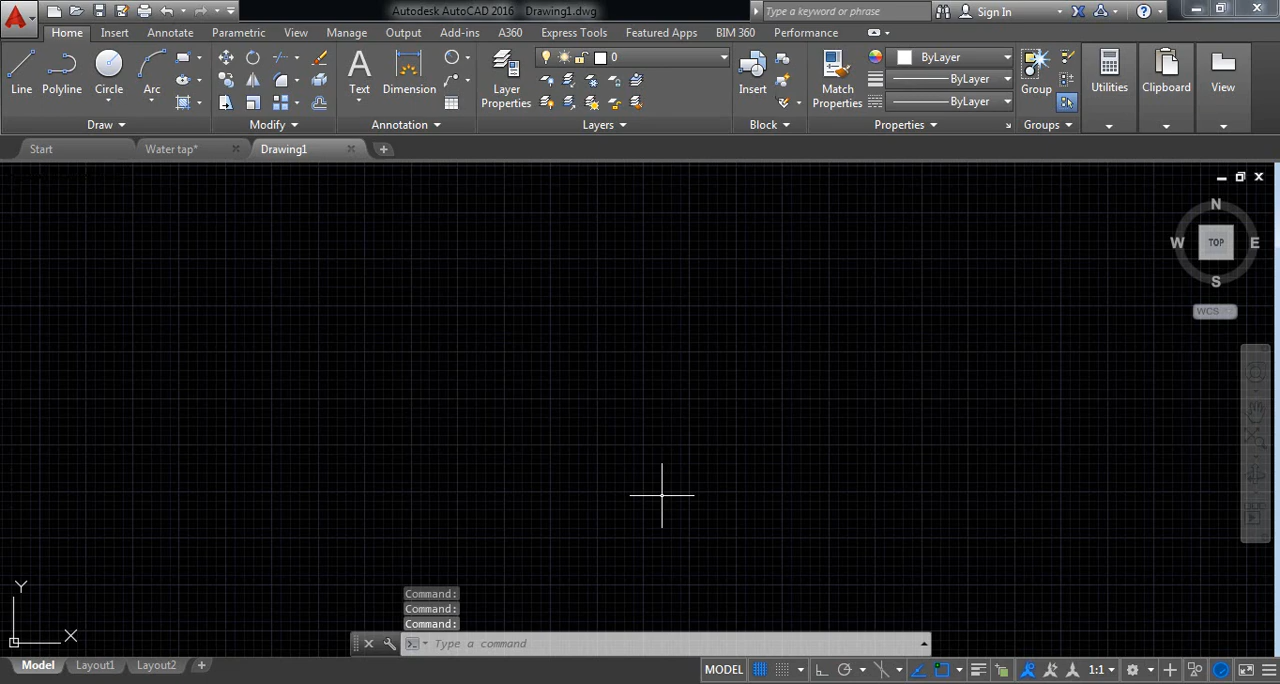 Autodesk AutoCAD 2016 Drawing1.dwg
Type a keyword or phrase
Sign In
Home Insert Annotate Parametric View Manage Output Add-ins A360 Express Tools Featured Apps BIM 360 Performance
Line Polyline Circle Arc
Text Dimension
Layer Properties
0
Insert
Match Properties
ByLayer
ByLayer
ByLayer
Group
Utilities
Clipboard
View
Draw Modify Annotation Layers Block Properties Groups
Start Water tap* Drawing1
N
W TOP E
S
WCS
Y
X
Command:
Command:
Command:
Type a command
Model Layout1 Layout2
MODEL 1:1